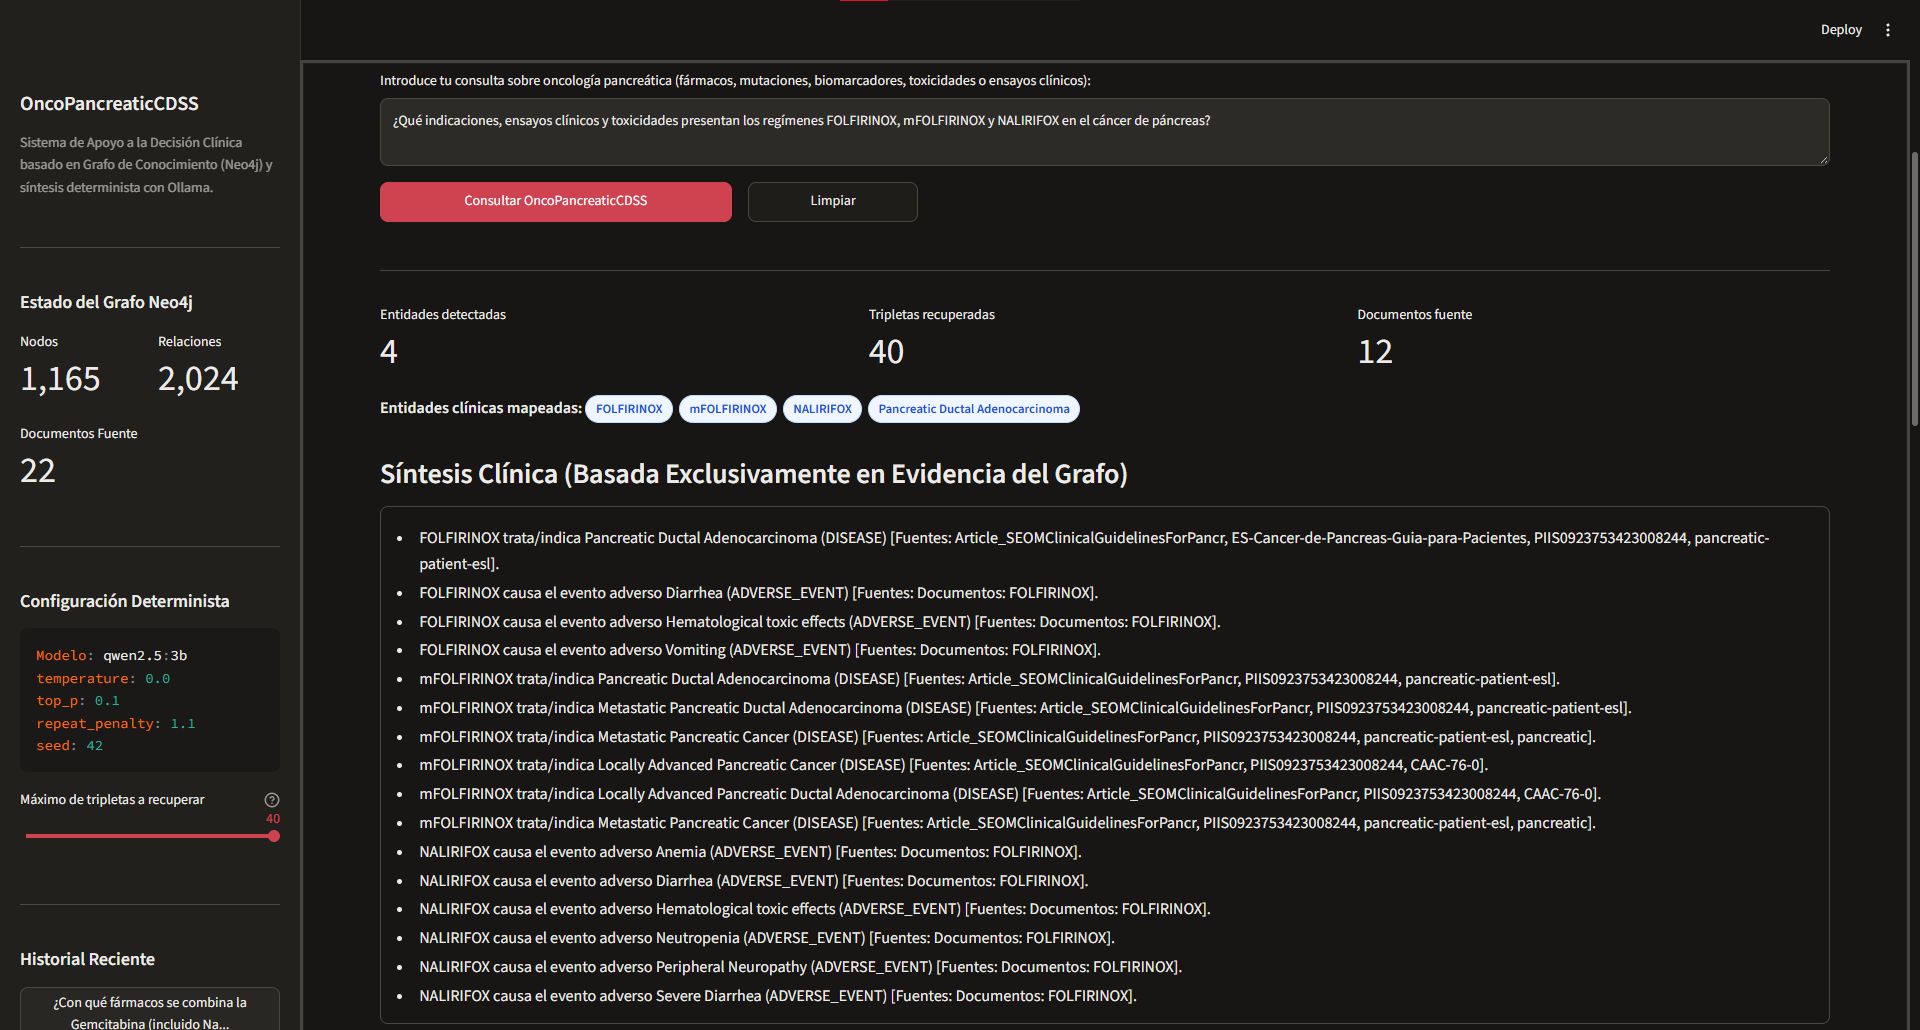 Deploy
OncoPancreaticCDSS
Sistema de Apoyo a la Decisión Clínica
basado en Grafo de Conocimiento (Neo4j) y
síntesis determinista con Ollama.
Estado del Grafo Neo4j
Nodos
Relaciones
1,165
2,024
Documentos Fuente
22
Configuración Determinista
Modelo: qwen2.5:3b
temperature: 0.0
top_p: 0.1
repeat_penalty: 1.1
seed: 42
Máximo de tripletas a recuperar
40
Historial Reciente
¿Con qué fármacos se combina la
Gemcitabina (incluido Na...
Introduce tu consulta sobre oncología pancreática (fármacos, mutaciones, biomarcadores, toxicidades o ensayos clínicos):
¿Qué indicaciones, ensayos clínicos y toxicidades presentan los regímenes FOLFIRINOX, mFOLFIRINOX y NALIRIFOX en el cáncer de páncreas?
Consultar OncoPancreaticCDSS
Limpiar
Entidades detectadas
Tripletas recuperadas
Documentos fuente
4
40
12
Entidades clínicas mapeadas: FOLFIRINOX mFOLFIRINOX NALIRIFOX Pancreatic Ductal Adenocarcinoma
Síntesis Clínica (Basada Exclusivamente en Evidencia del Grafo)
• FOLFIRINOX trata/indica Pancreatic Ductal Adenocarcinoma (DISEASE) [Fuentes: Article_SEOMClinicalGuidelinesForPancr, ES-Cancer-de-Pancreas-Guia-para-Pacientes, PIIS0923753423008244, pancreatic-
patient-esl].
• FOLFIRINOX causa el evento adverso Diarrhea (ADVERSE_EVENT) [Fuentes: Documentos: FOLFIRINOX].
• FOLFIRINOX causa el evento adverso Hematological toxic effects (ADVERSE_EVENT) [Fuentes: Documentos: FOLFIRINOX].
• FOLFIRINOX causa el evento adverso Vomiting (ADVERSE_EVENT) [Fuentes: Documentos: FOLFIRINOX].
• mFOLFIRINOX trata/indica Pancreatic Ductal Adenocarcinoma (DISEASE) [Fuentes: Article_SEOMClinicalGuidelinesForPancr, PIIS0923753423008244, pancreatic-patient-esl].
• mFOLFIRINOX trata/indica Metastatic Pancreatic Ductal Adenocarcinoma (DISEASE) [Fuentes: Article_SEOMClinicalGuidelinesForPancr, PIIS0923753423008244, pancreatic-patient-esl].
• mFOLFIRINOX trata/indica Metastatic Pancreatic Cancer (DISEASE) [Fuentes: Article_SEOMClinicalGuidelinesForPancr, PIIS0923753423008244, pancreatic-patient-esl, pancreatic].
• mFOLFIRINOX trata/indica Locally Advanced Pancreatic Cancer (DISEASE) [Fuentes: Article_SEOMClinicalGuidelinesForPancr, PIIS0923753423008244, CAAC-76-0].
• mFOLFIRINOX trata/indica Locally Advanced Pancreatic Ductal Adenocarcinoma (DISEASE) [Fuentes: Article_SEOMClinicalGuidelinesForPancr, PIIS0923753423008244, CAAC-76-0].
• mFOLFIRINOX trata/indica Metastatic Pancreatic Cancer (DISEASE) [Fuentes: Article_SEOMClinicalGuidelinesForPancr, PIIS0923753423008244, pancreatic-patient-esl, pancreatic].
• NALIRIFOX causa el evento adverso Anemia (ADVERSE_EVENT) [Fuentes: Documentos: FOLFIRINOX].
• NALIRIFOX causa el evento adverso Diarrhea (ADVERSE_EVENT) [Fuentes: Documentos: FOLFIRINOX].
• NALIRIFOX causa el evento adverso Hematological toxic effects (ADVERSE_EVENT) [Fuentes: Documentos: FOLFIRINOX].
• NALIRIFOX causa el evento adverso Neutropenia (ADVERSE_EVENT) [Fuentes: Documentos: FOLFIRINOX].
• NALIRIFOX causa el evento adverso Peripheral Neuropathy (ADVERSE_EVENT) [Fuentes: Documentos: FOLFIRINOX].
• NALIRIFOX causa el evento adverso Severe Diarrhea (ADVERSE_EVENT) [Fuentes: Documentos: FOLFIRINOX].